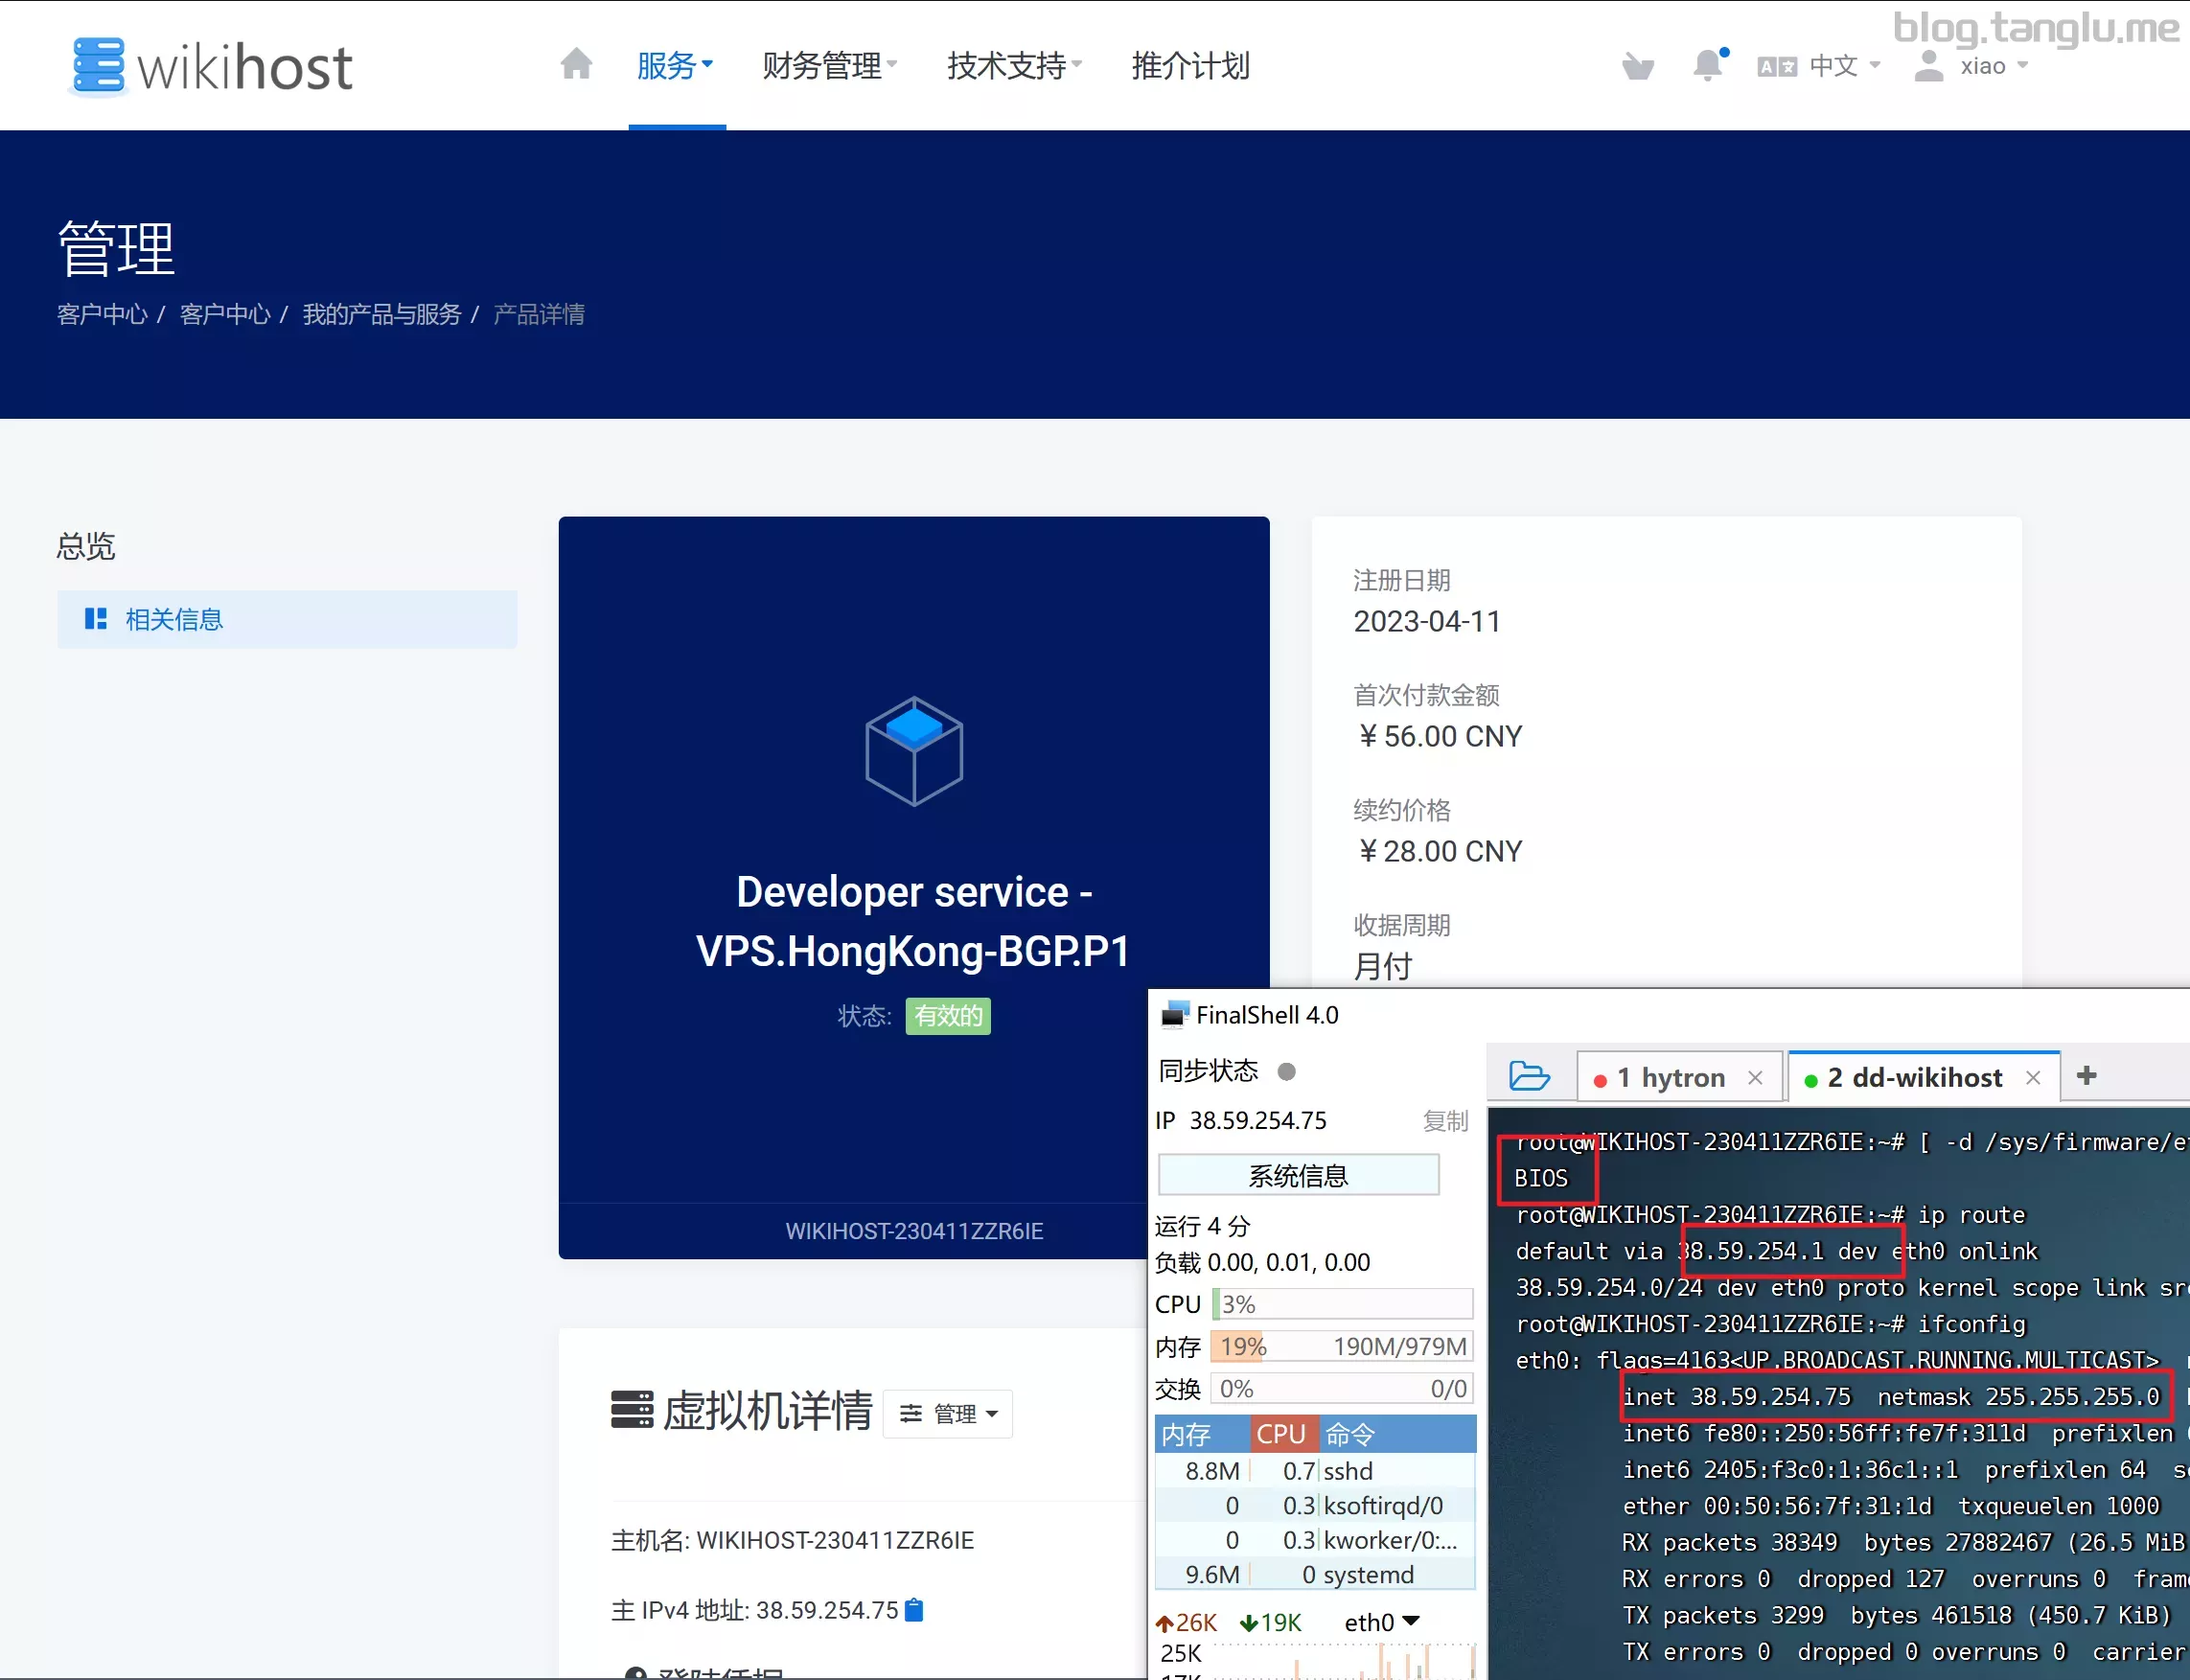 blog.tanglu.me
wikihost
服务 财务管理 技术支持 推介计划
中文 xiao
管理
客户中心 / 客户中心 / 我的产品与服务 / 产品详情
总览
相关信息
Developer service -
VPS.HongKong-BGP.P1
状态: 有效的
WIKIHOST-230411ZZR6IE
注册日期
2023-04-11
首次付款金额
￥56.00 CNY
续约价格
￥28.00 CNY
收据周期
月付
虚拟机详情 管理
主机名: WIKIHOST-230411ZZR6IE
主 IPv4 地址: 38.59.254.75
FinalShell 4.0
同步状态
IP 38.59.254.75 复制
系统信息
运行 4 分
负载 0.00, 0.01, 0.00
CPU 3%
内存 19% 190M/979M
交换 0% 0/0
内存 CPU 命令
8.8M 0.7 sshd
0 0.3 ksoftirqd/0
0 0.3 kworker/0:...
9.6M 0 systemd
26K 19K eth0
25K
1 hytron 2 dd-wikihost
root@WIKIHOST-230411ZZR6IE:~# [ -d /sys/firmware/e
BIOS
root@WIKIHOST-230411ZZR6IE:~# ip route
default via 38.59.254.1 dev eth0 onlink
38.59.254.0/24 dev eth0 proto kernel scope link
root@WIKIHOST-230411ZZR6IE:~# ifconfig
eth0: flags=4163<UP,BROADCAST,RUNNING,MULTICAST>
inet 38.59.254.75 netmask 255.255.255.0
inet6 fe80::250:56ff:fe7f:311d prefixlen
inet6 2405:f3c0:1:36c1::1 prefixlen 64
ether 00:50:56:7f:31:1d txqueuelen 1000
RX packets 38349 bytes 27882467 (26.5 MiB
RX errors 0 dropped 127 overruns 0 fram
TX packets 3299 bytes 461518 (450.7 KiB)
TX errors 0 dropped 0 overruns 0 carrier